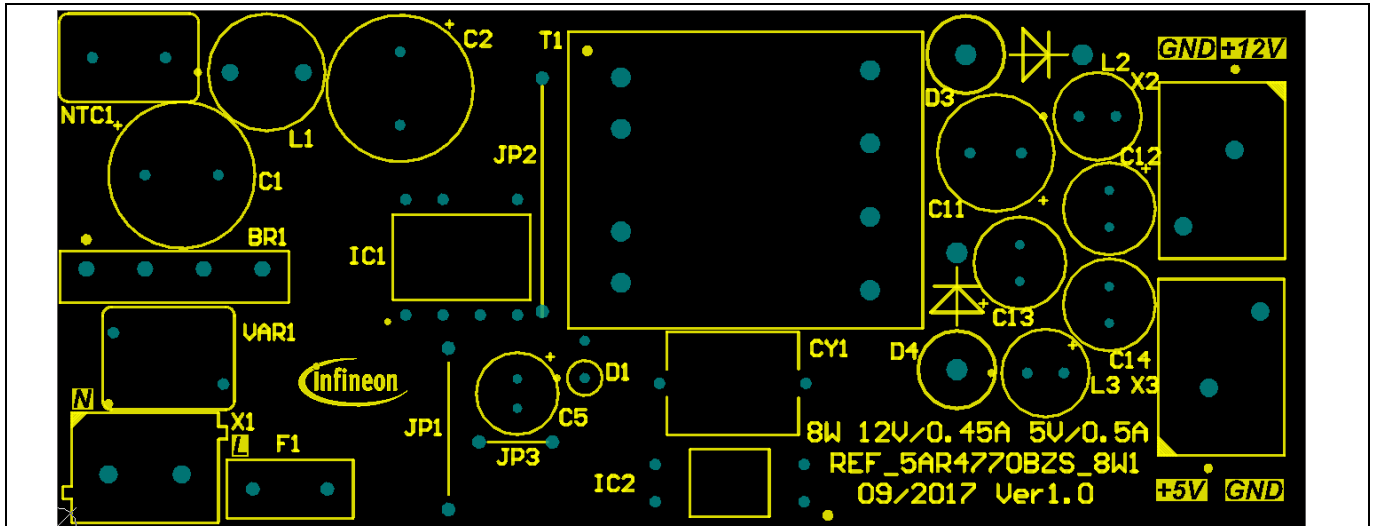 NTC1
L1
C2
T1
D3
L2
X2
GND +12V
C1
JP2
C11
C12
BR1
IC1
VAR1
C13
C14
infineon
D1
CY1
D4
L3 X3
N
X1
L
F1
JP1
C5
JP3
IC2
8W 12V/0.45A 5V/0.5A
REF_5AR4770BZS_8W1
09/2017 Ver1.0
+5V GND